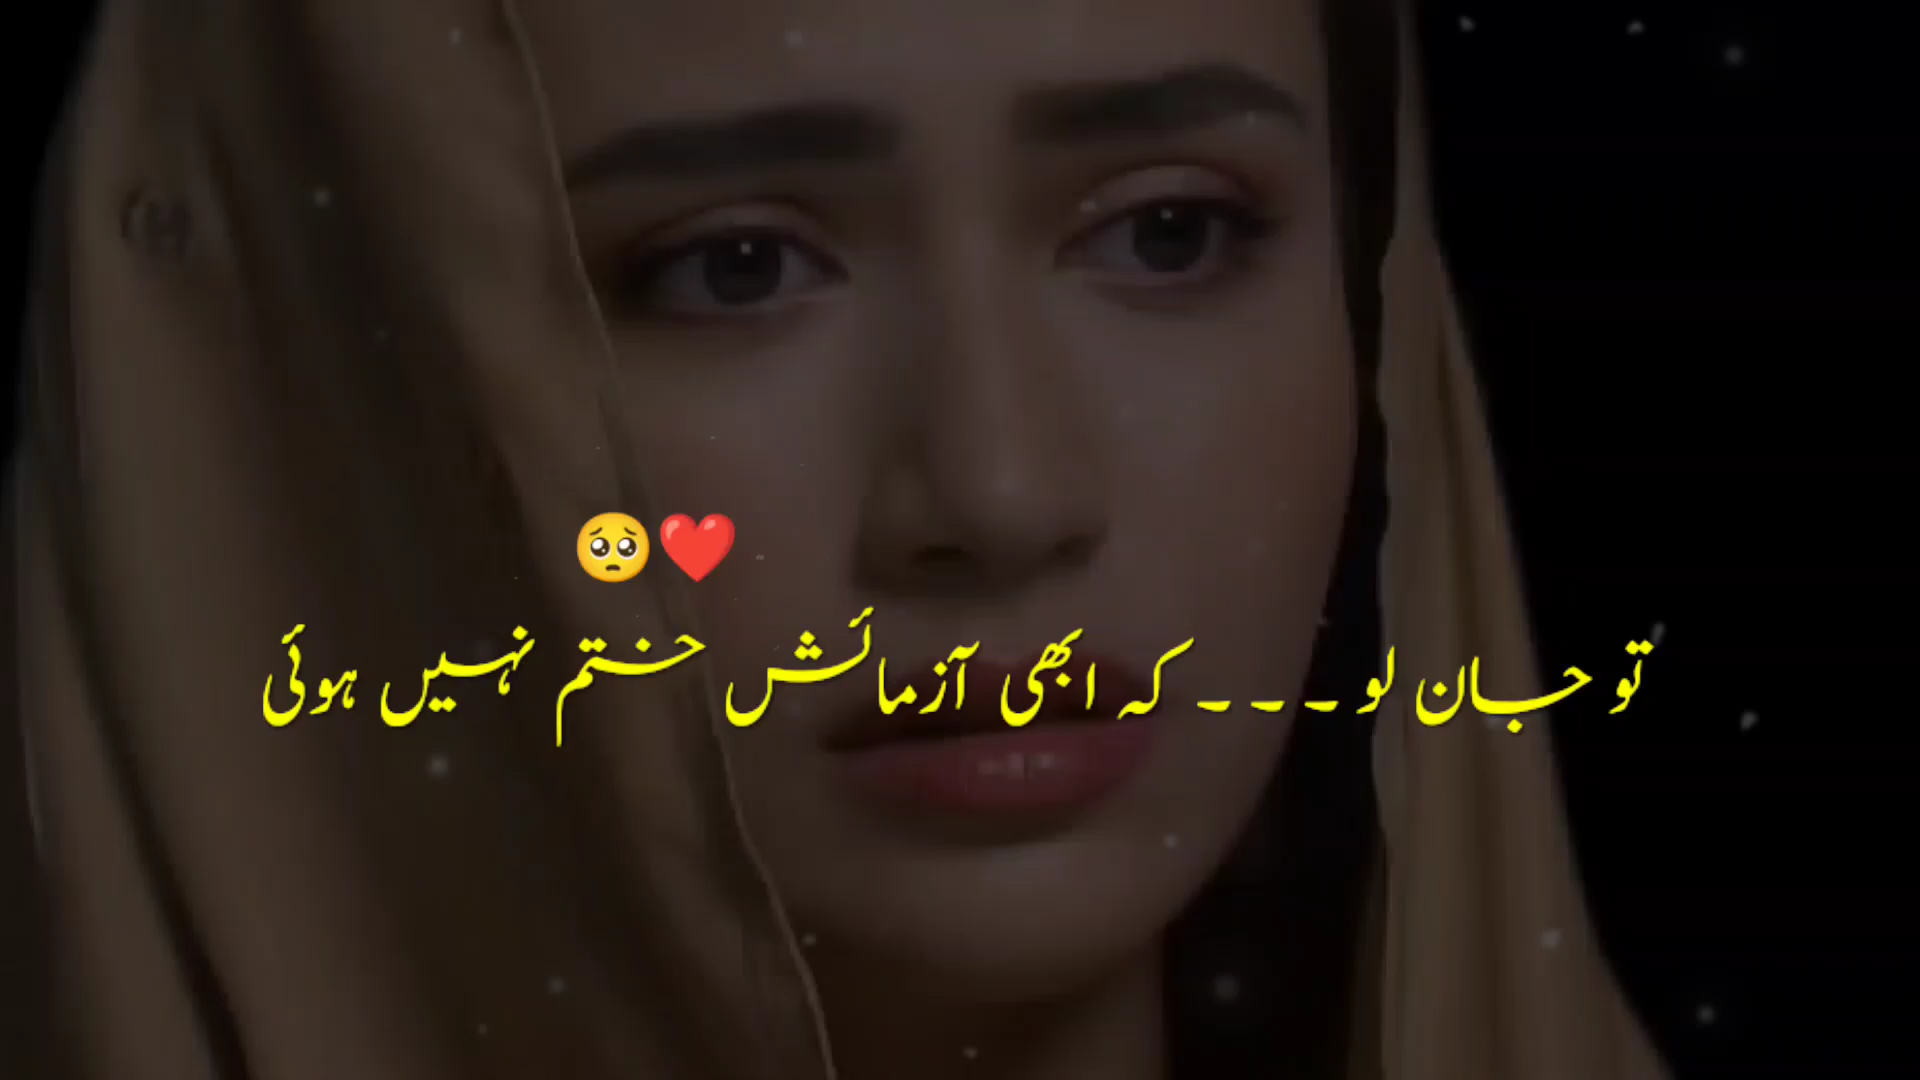 🥺❤️
تو جان لو ۔۔۔ کہ ابھی آزمائش ختم نہیں ہوئی